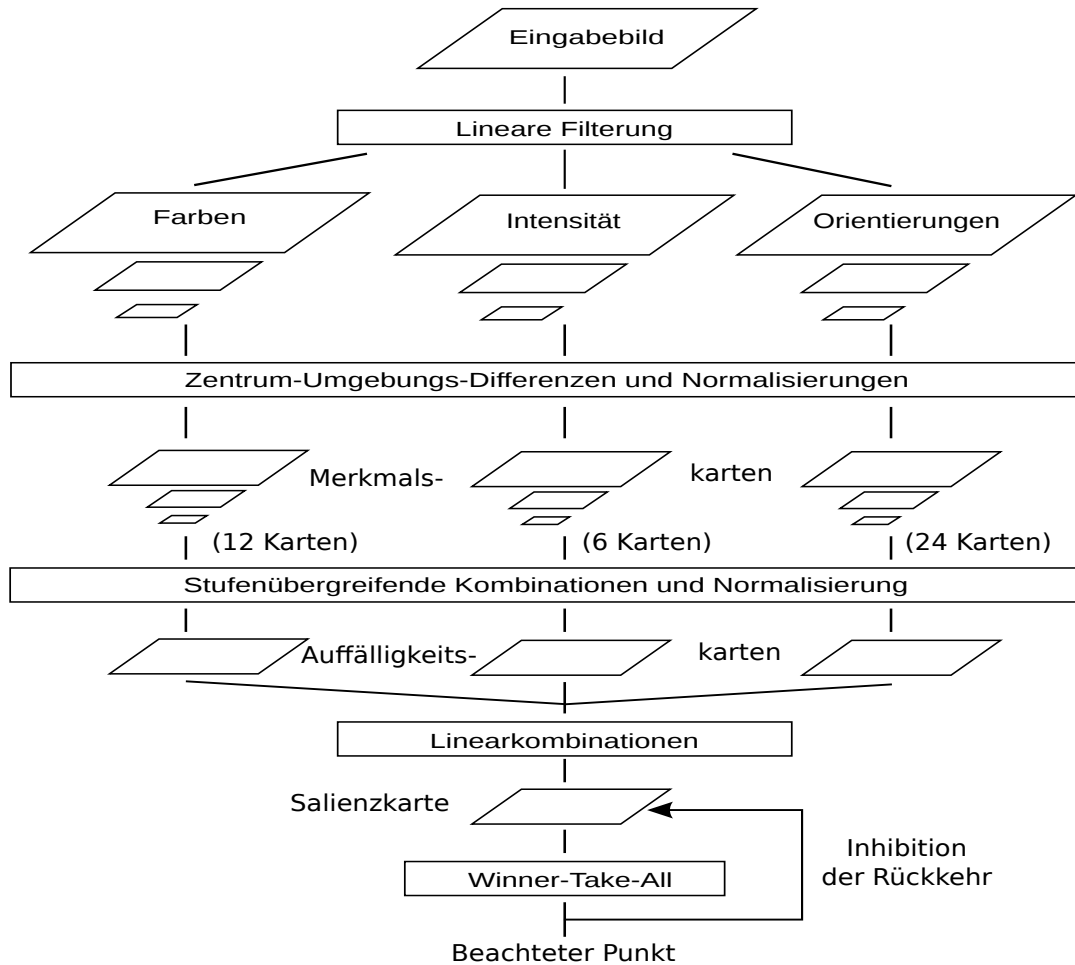 Eingabebild
Lineare Filterung
Farben
Intensität
Orientierungen
Zentrum-Umgebungs-Differenzen und Normalisierungen
Merkmals-
karten
(12 Karten)
(6 Karten)
(24 Karten)
Stufenübergreifende Kombinationen und Normalisierung
Auffälligkeits-
karten
Linearkombinationen
Salienzkarte
Inhibition
der Rückkehr
Winner-Take-All
Beachteter Punkt